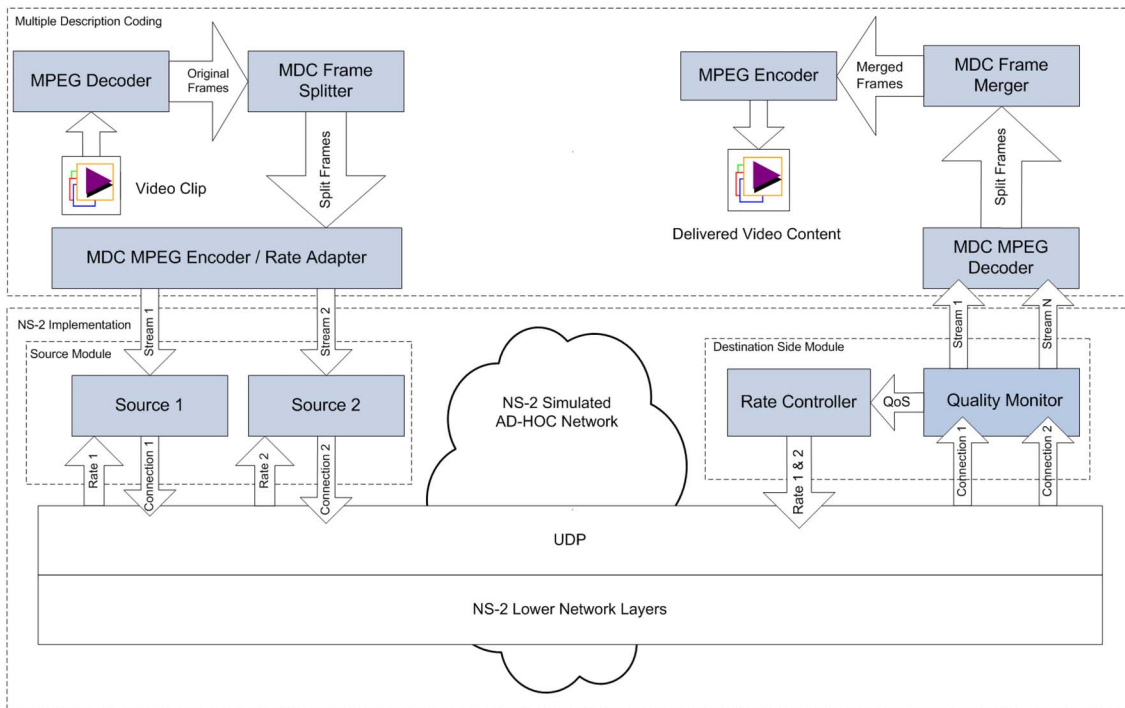 Multiple Description Coding
MPEG Decoder
Original
Frames
MDC Frame
Splitter
MPEG Encoder
Merged
Frames
MDC Frame
Merger
Video Clip
Split Frames
Delivered Video Content
Split Frames
MDC MPEG Encoder / Rate Adapter
MDC MPEG
Decoder
NS-2 Implementation
Stream 1
Stream 2
Stream 1
Stream N
Source Module
Source 1
Source 2
NS-2 Simulated
AD-HOC Network
Destination Side Module
Rate Controller
QoS
Quality Monitor
Rate 1
Connection 1
Rate 2
Connection 2
Rate 1 & 2
Connection 1
Connection 2
UDP
NS-2 Lower Network Layers